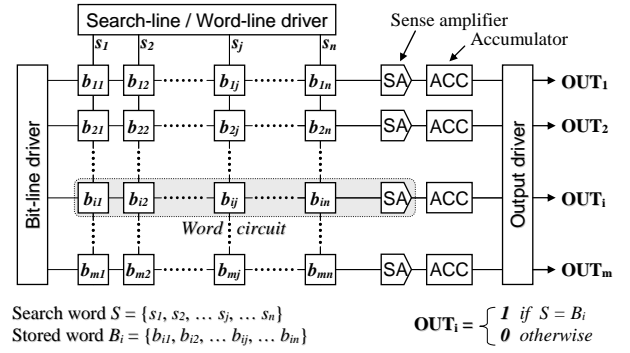 Search-line / Word-line driver
Sense amplifier
Accumulator
s1 s2 sj sn
Bit-line driver
b11 b12 b1j b1n SA ACC OUT1
b21 b22 b2j b2n SA ACC OUT2
bi1 bi2 bij bin SA ACC OUTi
Word circuit
bm1 bm2 bmj bmn SA ACC OUTm
Output driver
Search word S = {s1, s2, … sj, … sn}
Stored word Bi = {bi1, bi2, … bij, … bin}
OUTi = { 1 if S = Bi
0 otherwise